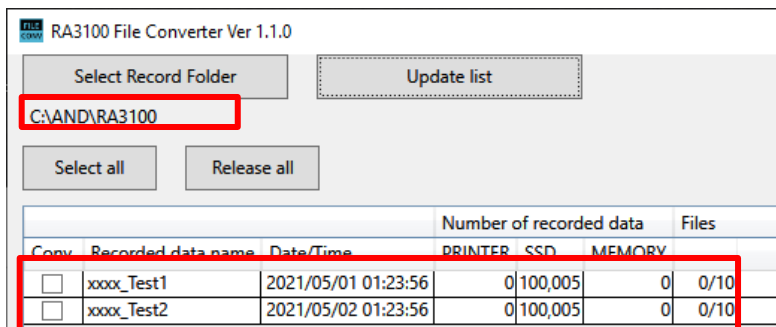 FILE CONV RA3100 File Converter Ver 1.1.0
Select Record Folder Update list
C:\AND\RA3100
Select all Release all
Number of recorded data Files
Conv Recorded data name Date/Time PRINTER SSD MEMORY
xxxx_Test1 2021/05/01 01:23:56 0 100,005 0 0/10
xxxx_Test2 2021/05/02 01:23:56 0 100,005 0 0/10